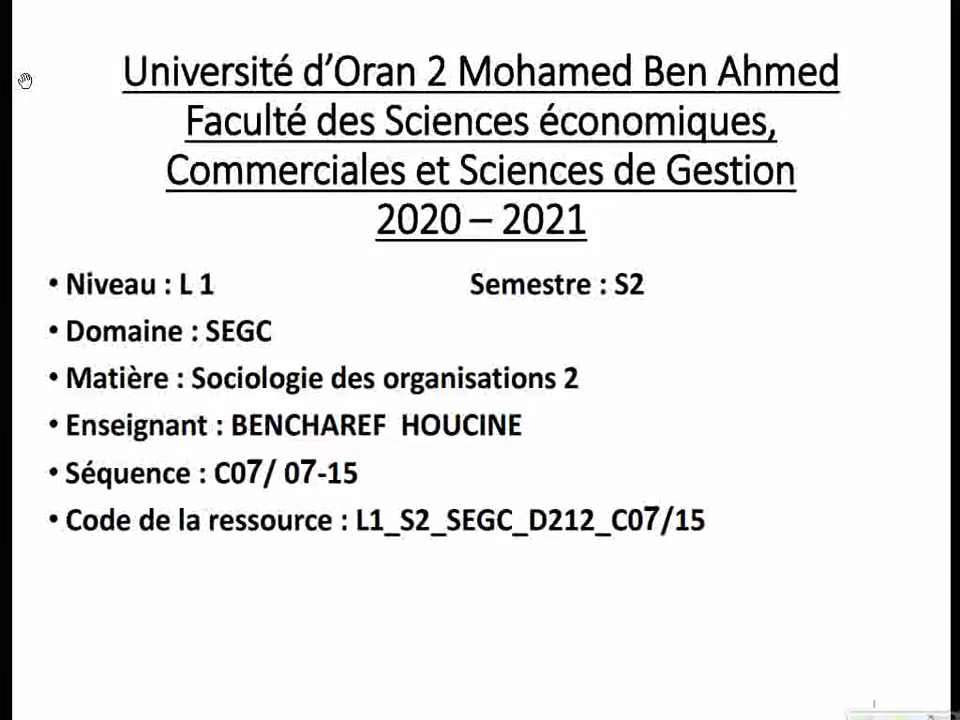 Université d’Oran 2 Mohamed Ben Ahmed
Faculté des Sciences économiques,
Commerciales et Sciences de Gestion
2020 – 2021
• Niveau : L 1 Semestre : S2
• Domaine : SEGC
• Matière : Sociologie des organisations 2
• Enseignant : BENCHAREF HOUCINE
• Séquence : C07/ 07-15
• Code de la ressource : L1_S2_SEGC_D212_C07/15